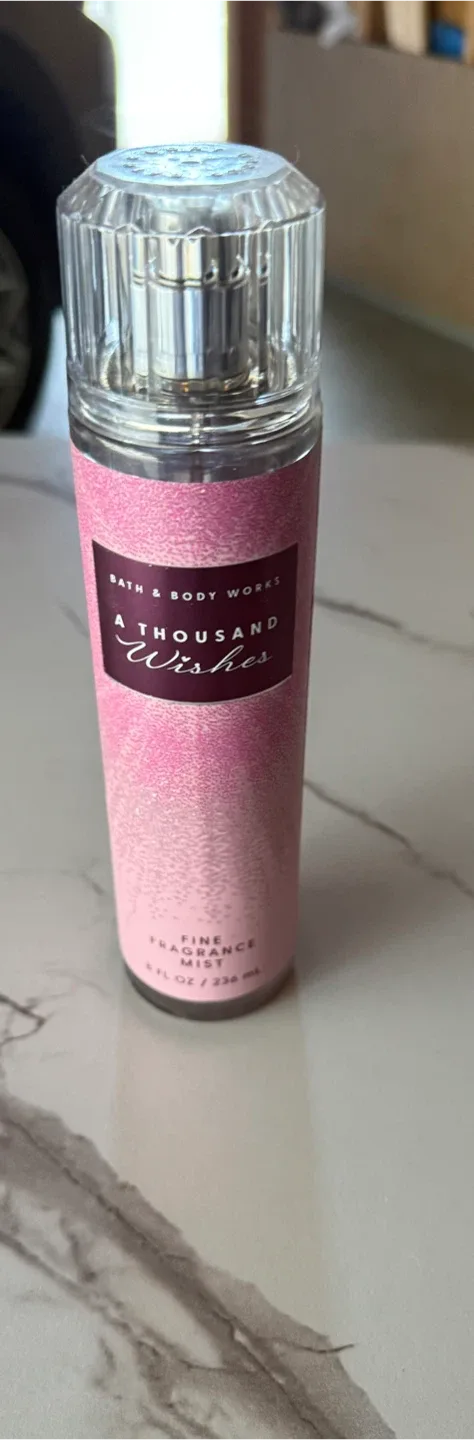 BATH & BODY WORKS
A THOUSAND
Wishes
FINE
FRAGRANCE
MIST
8 FL OZ / 236 mL